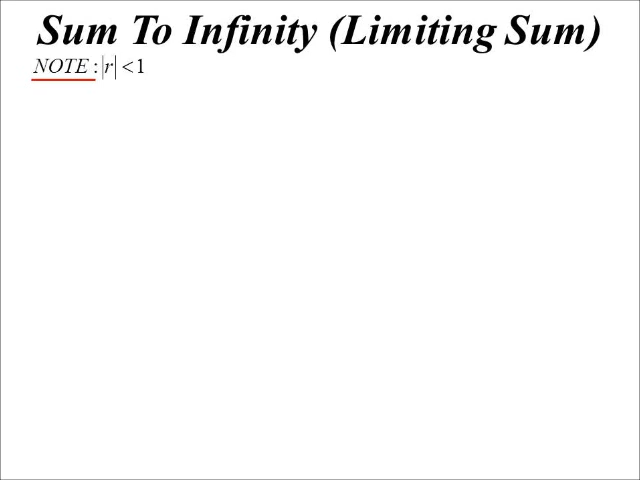 Sum To Infinity (Limiting Sum)
NOTE : |r| < 1